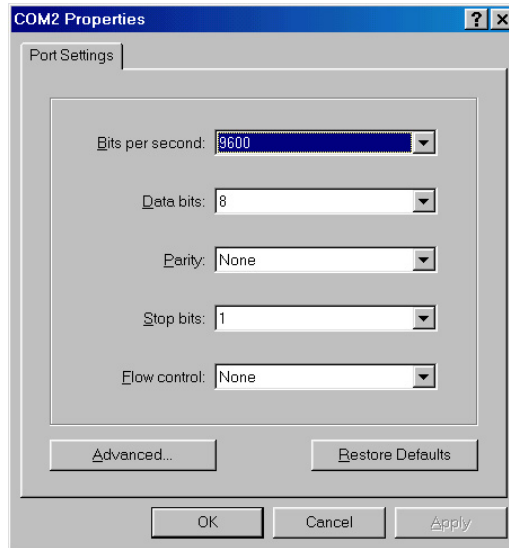 COM2 Properties
Port Settings
Bits per second: 9600
Data bits: 8
Parity: None
Stop bits: 1
Flow control: None
Advanced... Restore Defaults
OK Cancel Apply